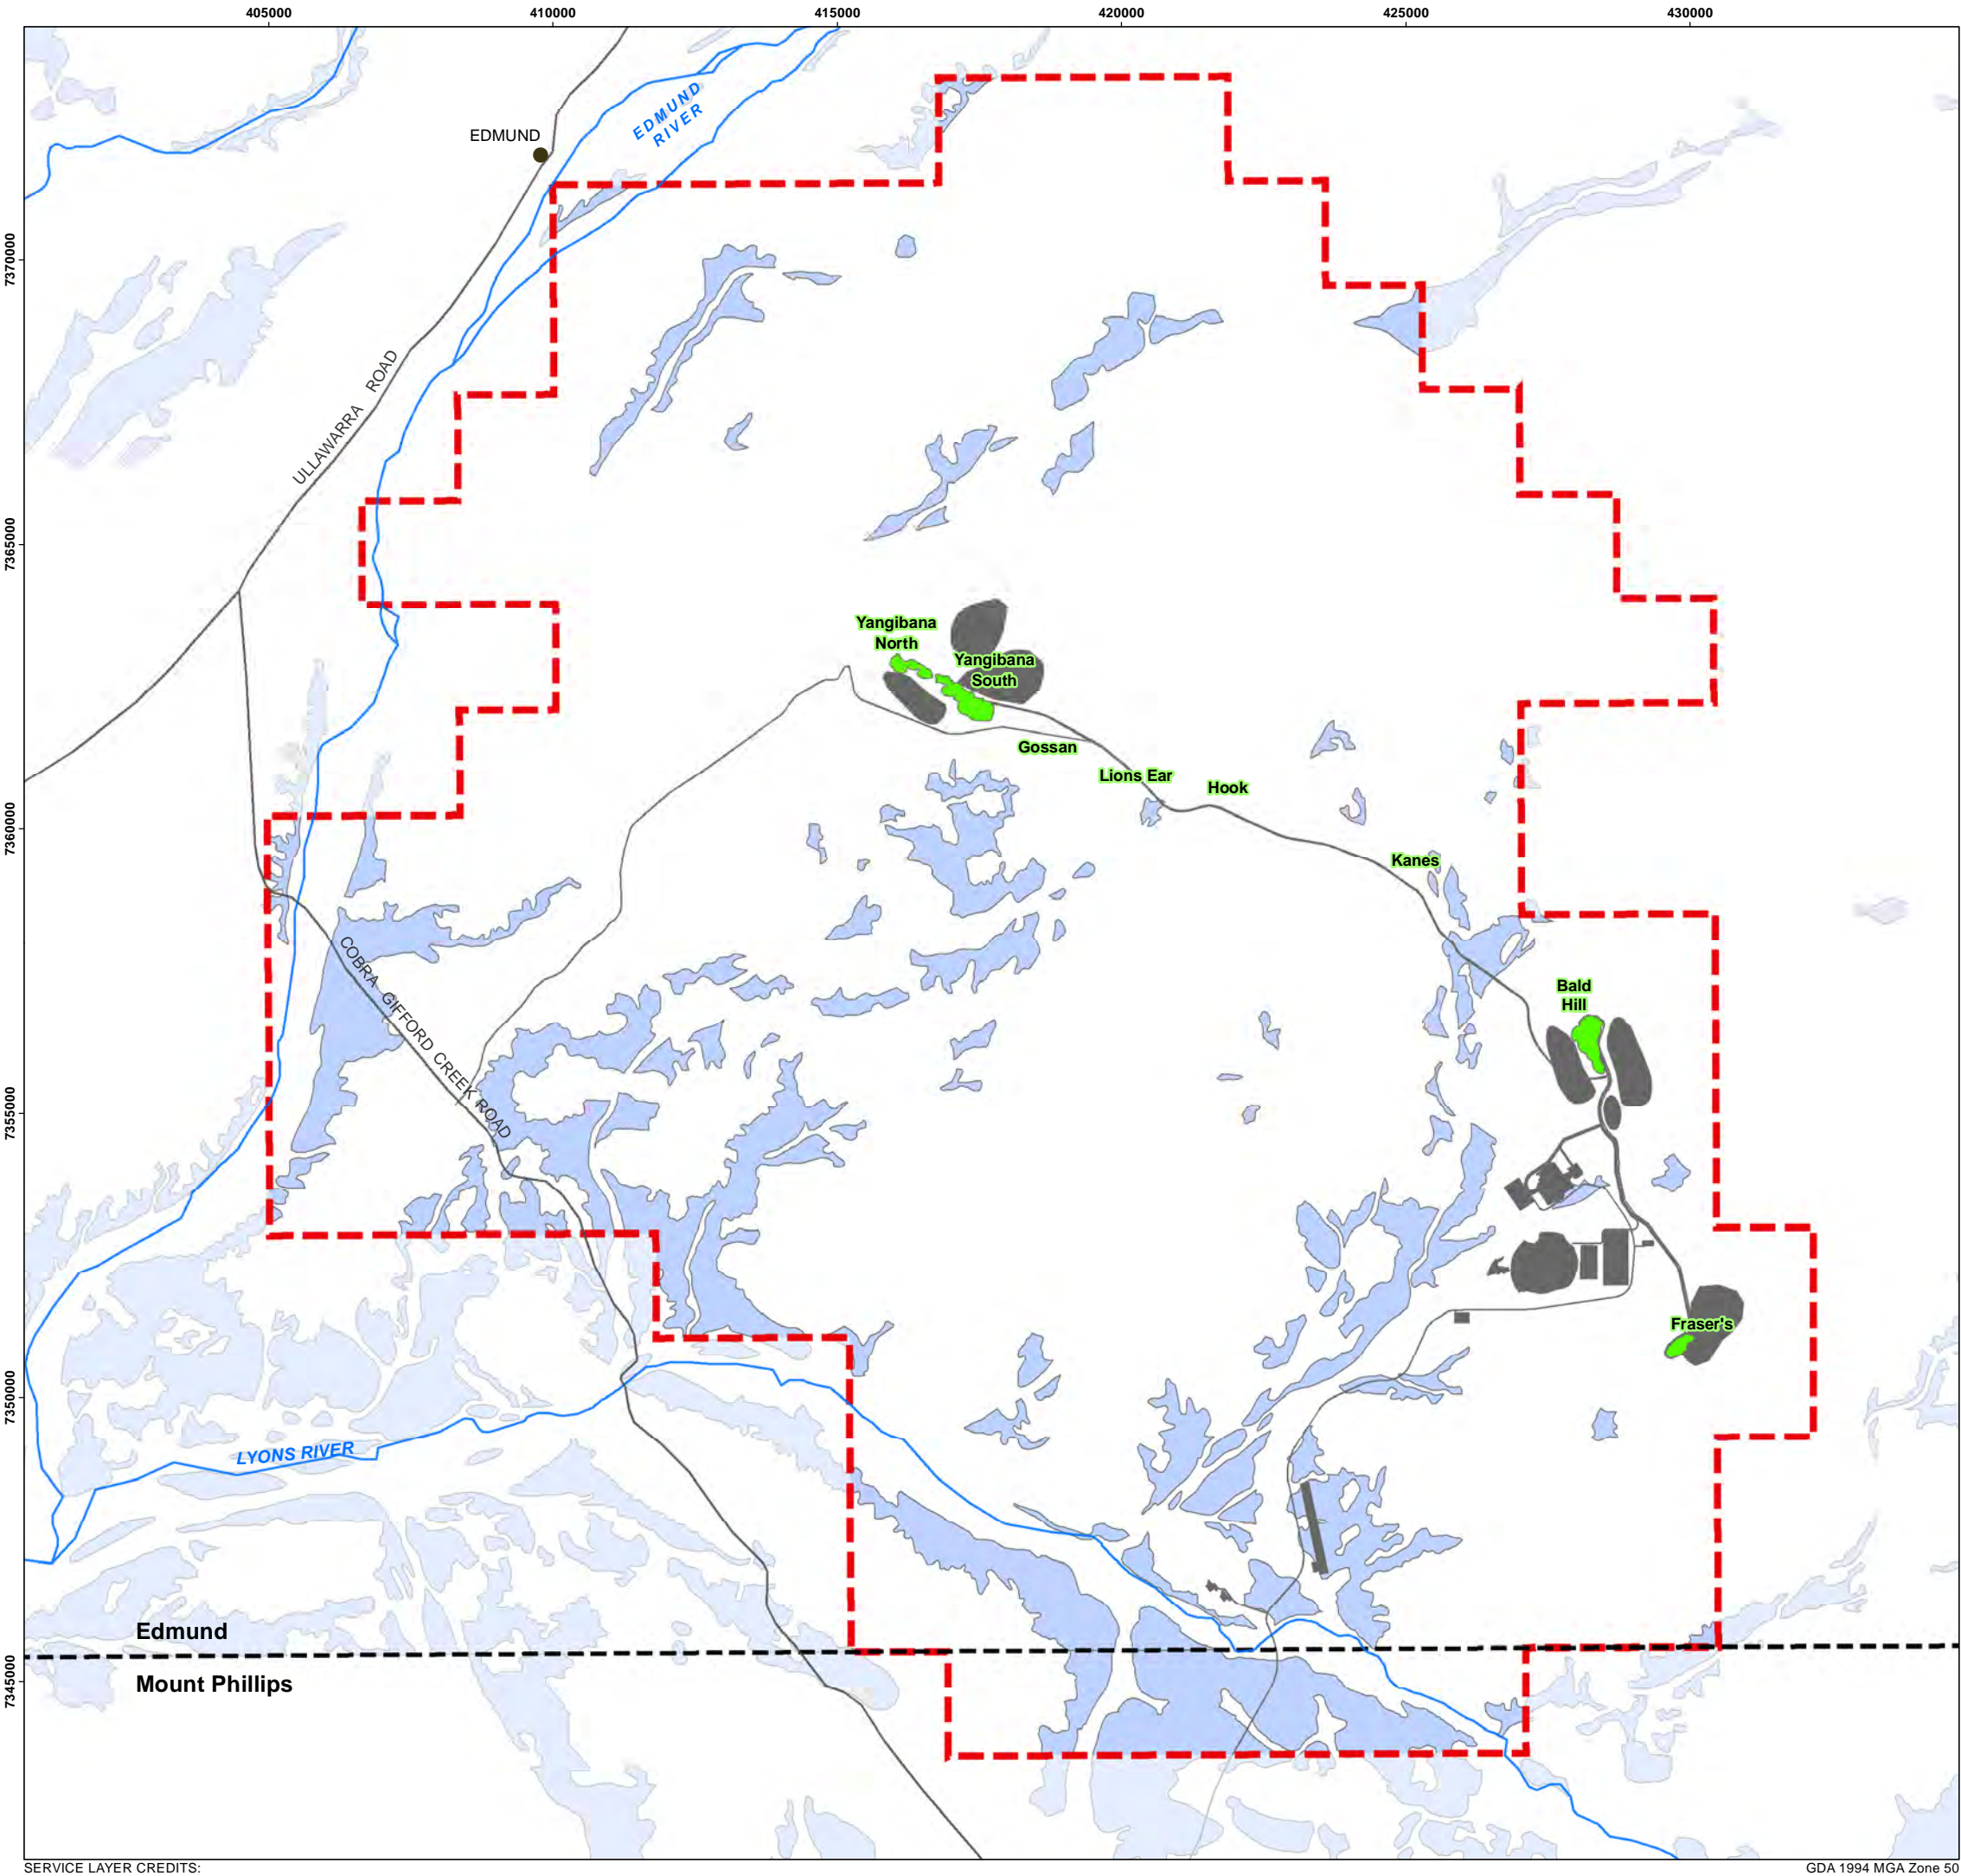 405000 410000 415000 420000 425000 430000
EDMUND
RIVER
EDMUND
7370000
ULLAWARRA ROAD
7365000
Yangibana
North
Yangibana
South
Gossan
Lions Ear
Hook
7360000
Kanes
COBRA GIFFORD CREEK ROAD
Bald
Hill
7355000
Fraser's
7350000
LYONS RIVER
Edmund
7345000
Mount Phillips
SERVICE LAYER CREDITS:
GDA 1994 MGA Zone 50